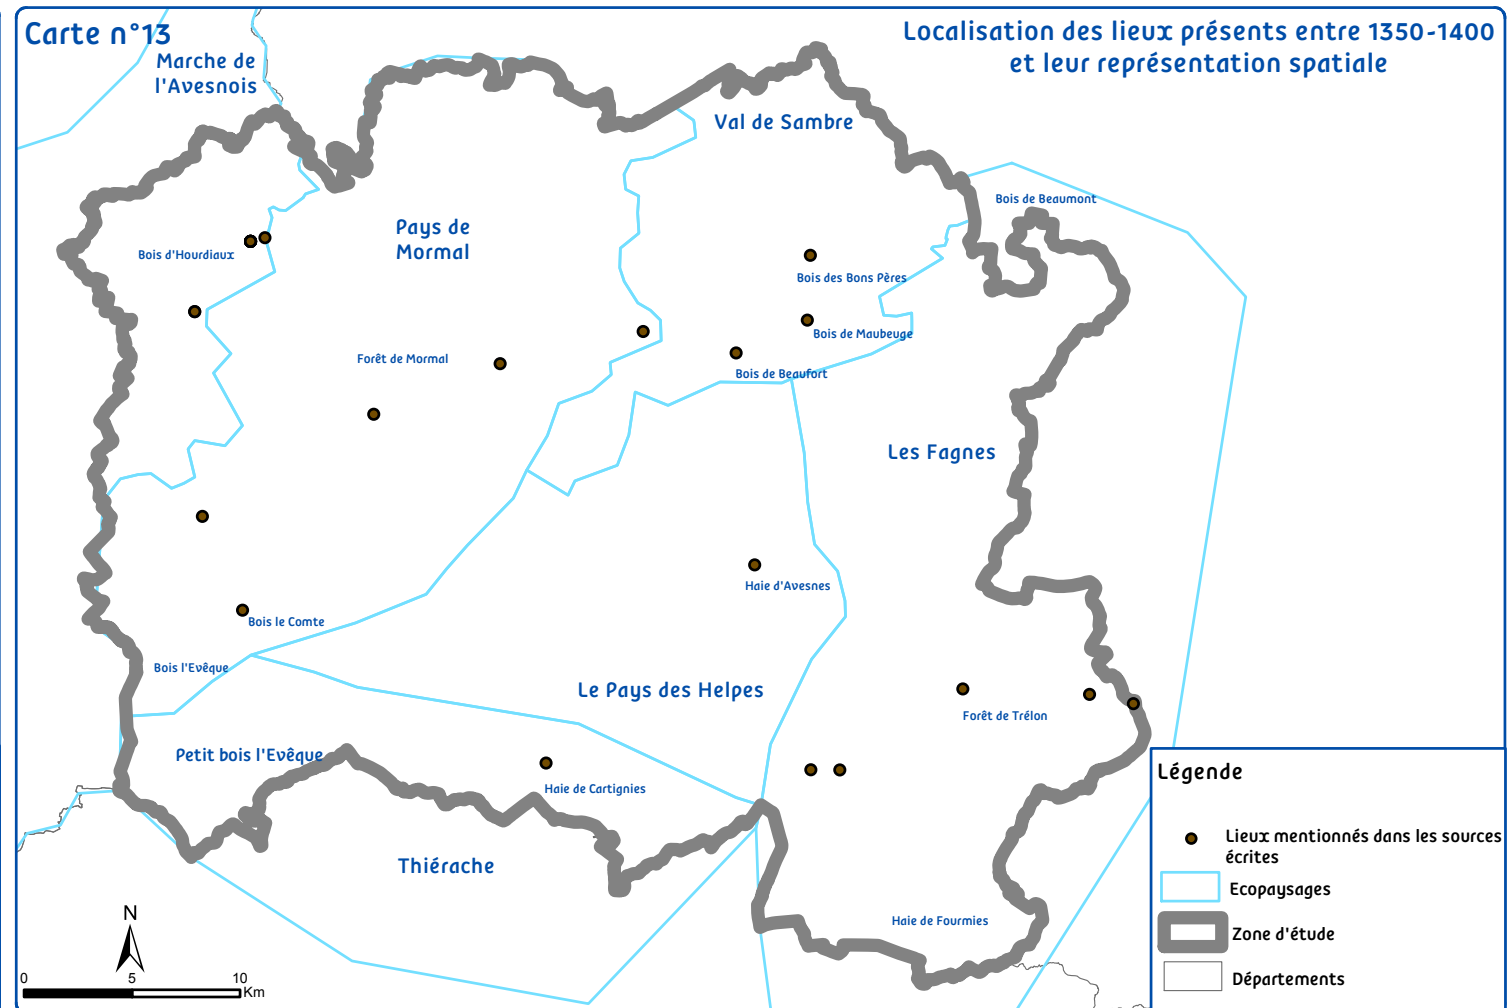 Carte n°13
Localisation des lieux présents entre 1350-1400
et leur représentation spatiale
Marche de
l'Avesnois
Val de Sambre
Bois de Beaumont
Pays de
Mormal
Bois d'Hourdiaux
Bois des Bons Pères
Bois de Maubeuge
Forêt de Mormal
Bois de Beaufort
Les Fagnes
Haie d'Avesnes
Bois le Comte
Bois l'Evêque
Le Pays des Helpes
Forêt de Trélon
Petit bois l'Evêque
Haie de Cartignies
Thiérache
Haie de Fourmies
N
0 5 10
Km
Légende
Lieux mentionnés dans les sources
écrites
Ecopaysages
Zone d'étude
Départements